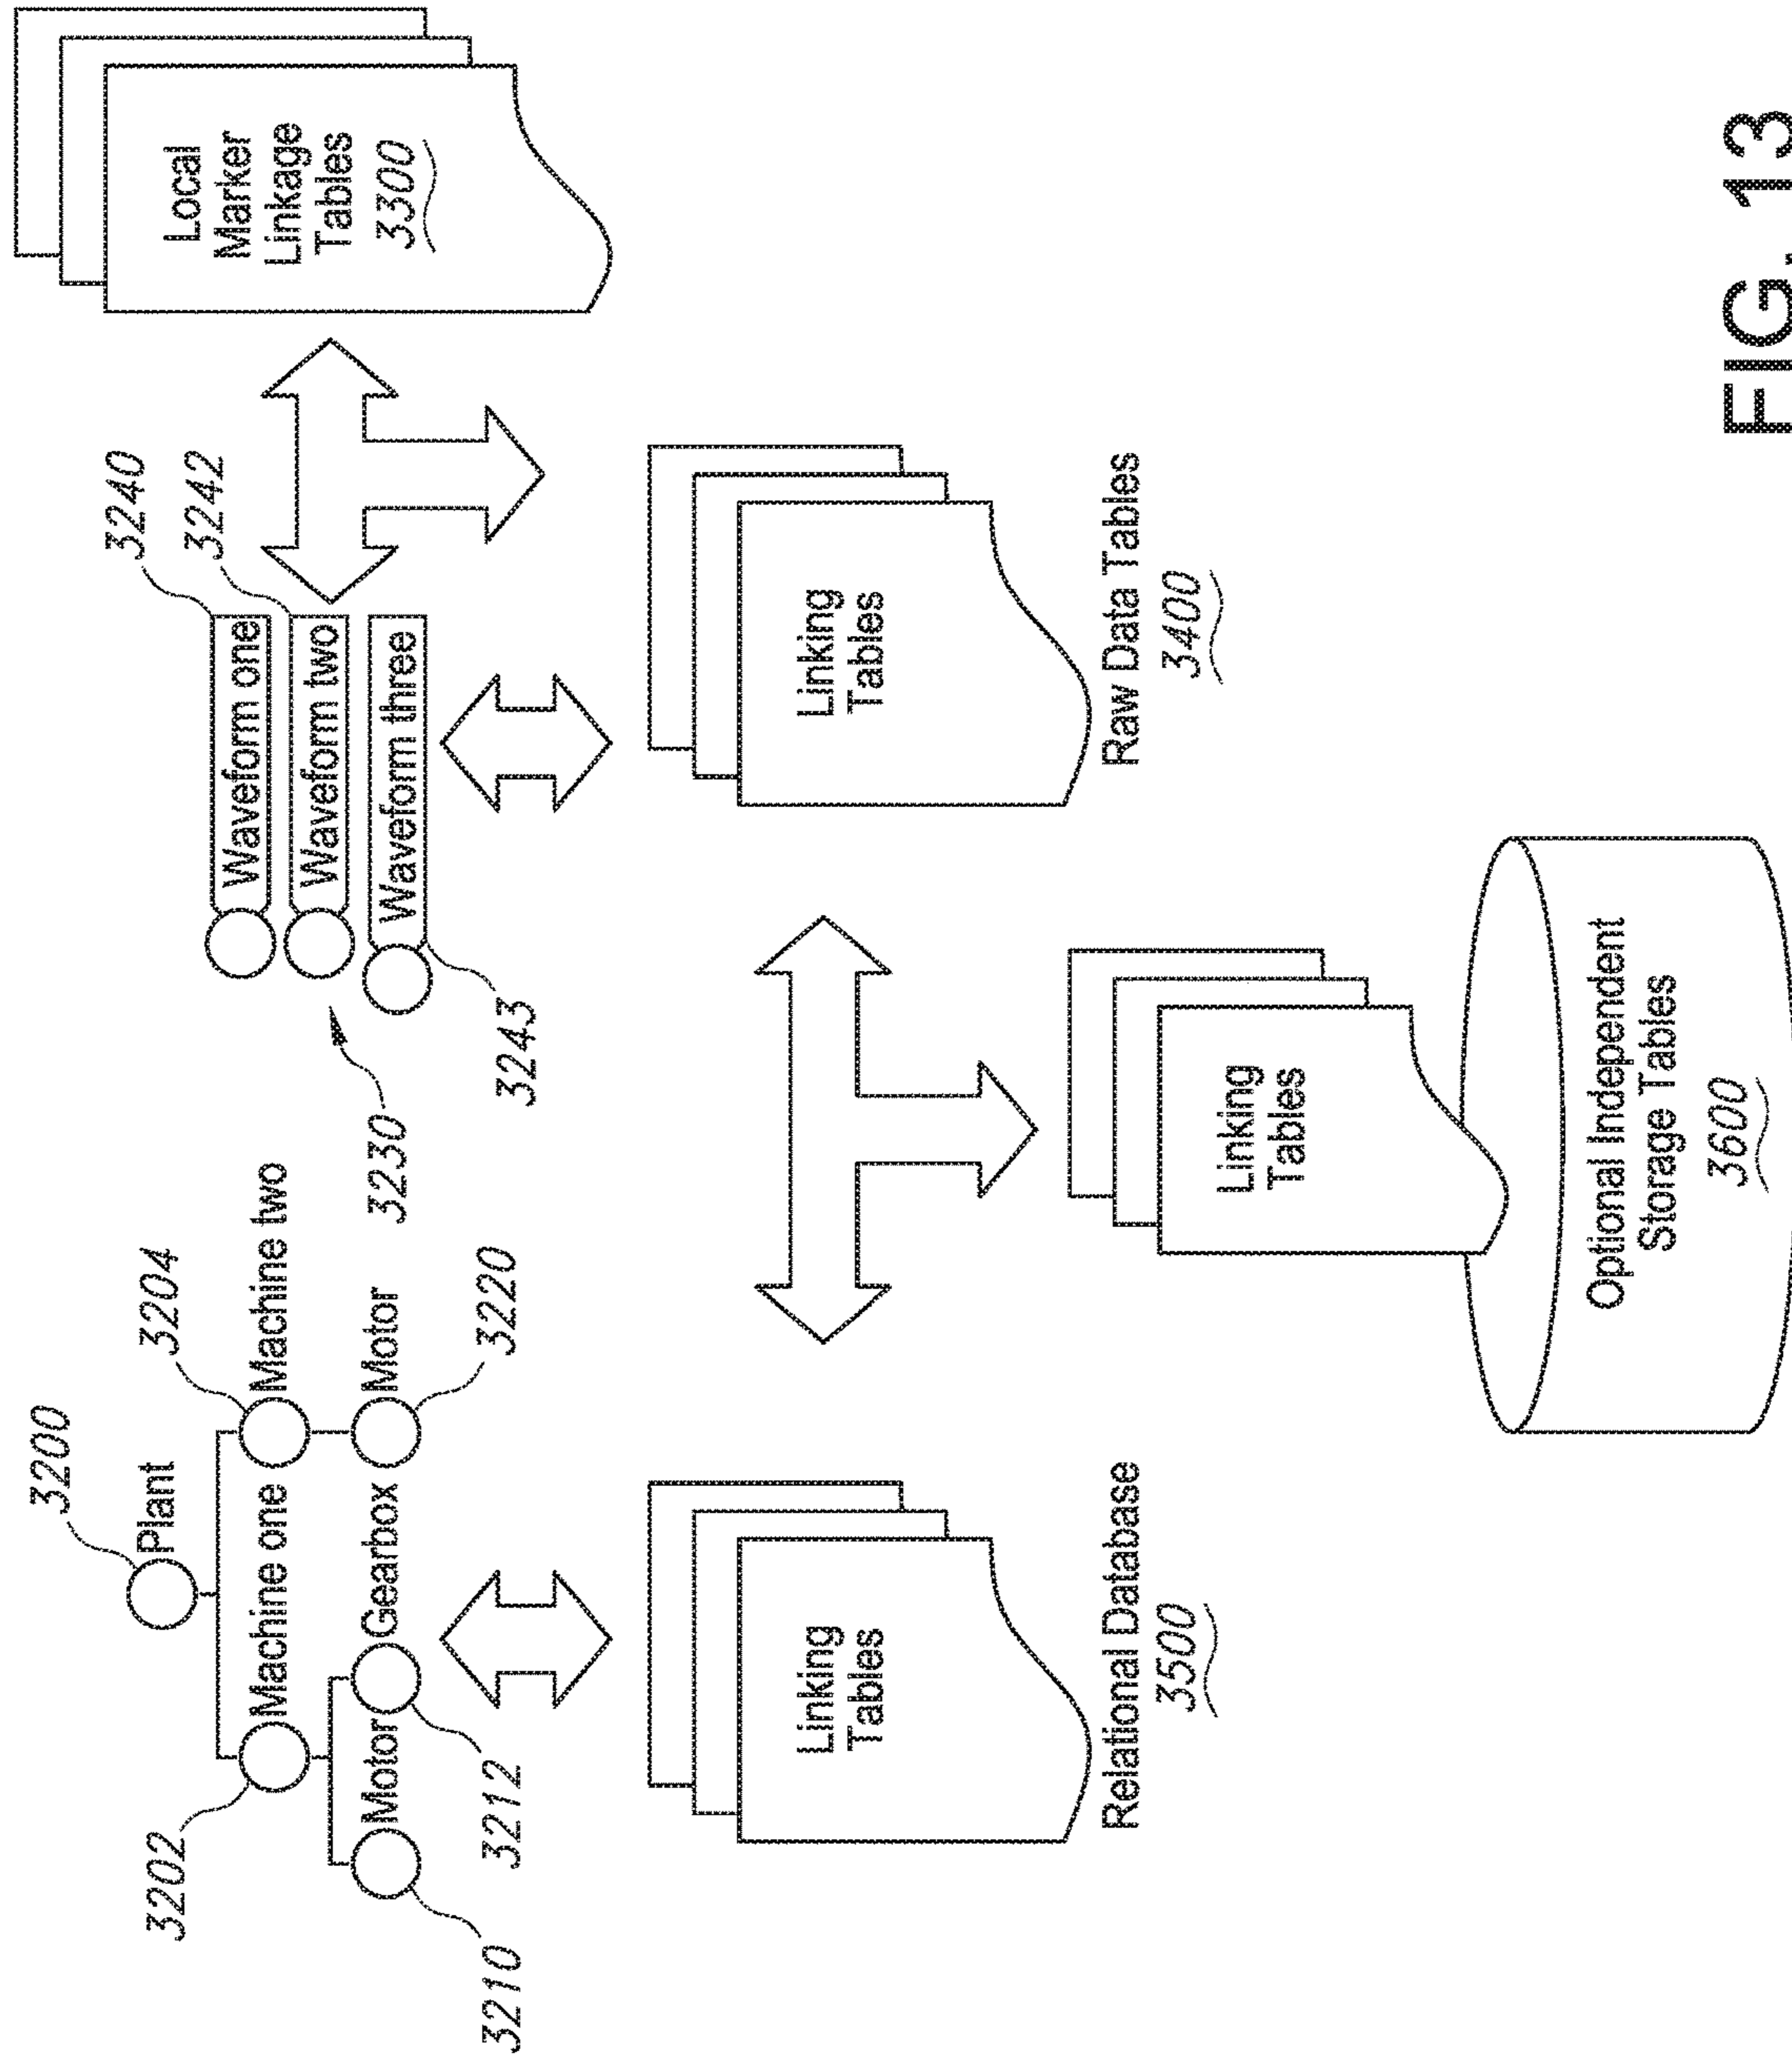 3200
Plant
3202
Machine one
3204
Machine two
Motor
Gearbox
Motor
3210
3212
3220
3230
3240
Waveform one
3242
Waveform two
Waveform three
3243
Local
Marker
Linkage
Tables
3300
Linking
Tables
Relational Database
3500
Linking
Tables
Raw Data Tables
3400
Linking
Tables
Optional Independent
Storage Tables
3600
FIG. 13